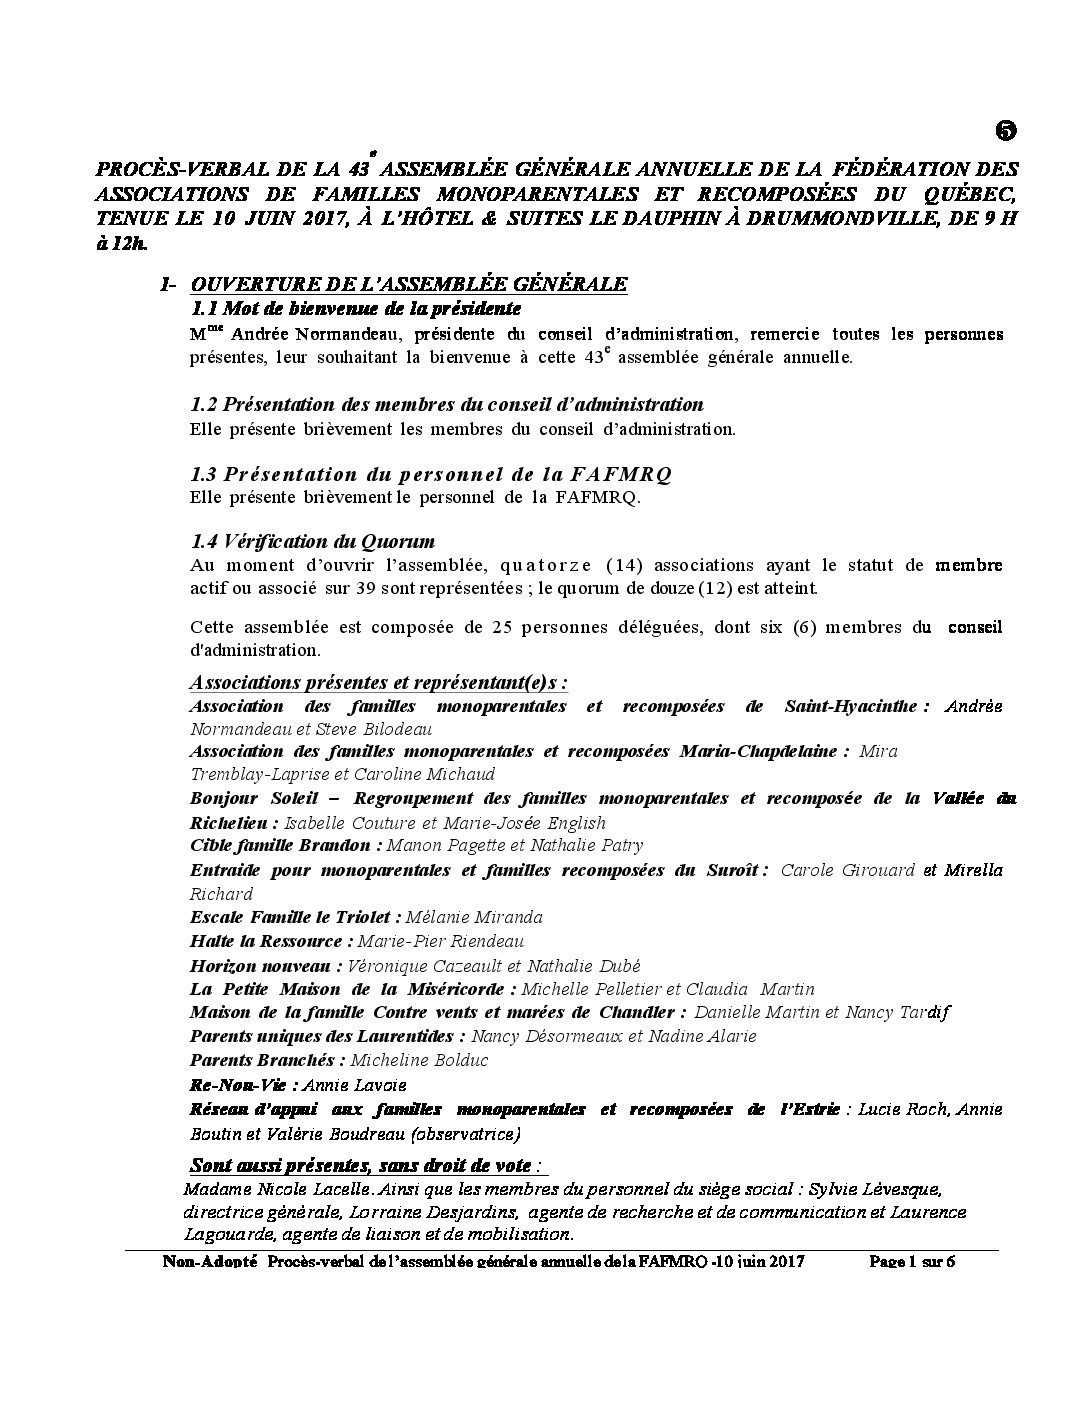 ❺
PROCÈS-VERBAL DE LA 43e ASSEMBLÉE GÉNÉRALE ANNUELLE DE LA FÉDÉRATION DES
ASSOCIATIONS DE FAMILLES MONOPARENTALES ET RECOMPOSÉES DU QUÉBEC,
TENUE LE 10 JUIN 2017, À L’HÔTEL & SUITES LE DAUPHIN À DRUMMONDVILLE, DE 9 H
à 12h.
1- OUVERTURE DE L’ASSEMBLÉE GÉNÉRALE
1.1 Mot de bienvenue de la présidente
Mme Andrée Normandeau, présidente du conseil d’administration, remercie toutes les personnes
présentes, leur souhaitant la bienvenue à cette 43e assemblée générale annuelle.
1.2 Présentation des membres du conseil d’administration
Elle présente brièvement les membres du conseil d’administration.
1.3 Présentation du personnel de la FAFMRQ
Elle présente brièvement le personnel de la FAFMRQ.
1.4 Vérification du Quorum
Au moment d’ouvrir l’assemblée, quatorze (14) associations ayant le statut de membre
actif ou associé sur 39 sont représentées ; le quorum de douze (12) est atteint.
Cette assemblée est composée de 25 personnes déléguées, dont six (6) membres du conseil
d'administration.
Associations présentes et représentant(e)s :
Association des familles monoparentales et recomposées de Saint-Hyacinthe : Andrée
Normandeau et Steve Bilodeau
Association des familles monoparentales et recomposées Maria-Chapdelaine : Mira
Tremblay-Laprise et Caroline Michaud
Bonjour Soleil – Regroupement des familles monoparentales et recomposée de la Vallée du
Richelieu : Isabelle Couture et Marie-Josée English
Cible famille Brandon : Manon Pagette et Nathalie Patry
Entraide pour monoparentales et familles recomposées du Suroît : Carole Girouard et Mirella
Richard
Escale Famille le Triolet : Mélanie Miranda
Halte la Ressource : Marie-Pier Riendeau
Horizon nouveau : Véronique Cazeault et Nathalie Dubé
La Petite Maison de la Miséricorde : Michelle Pelletier et Claudia Martin
Maison de la famille Contre vents et marées de Chandler : Danielle Martin et Nancy Tardif
Parents uniques des Laurentides : Nancy Désormeaux et Nadine Alarie
Parents Branchés : Micheline Bolduc
Re-Nou-Vie : Annie Lavoie
Réseau d’appui aux familles monoparentales et recomposées de l’Estrie : Lucie Roch, Annie
Boutin et Valérie Boudreau (observatrice)
Sont aussi présentes, sans droit de vote :
Madame Nicole Lacelle. Ainsi que les membres du personnel du siège social : Sylvie Lévesque,
directrice générale, Lorraine Desjardins, agente de recherche et de communication et Laurence
Lagouarde, agente de liaison et de mobilisation.
Non-Adopté Procès-verbal de l’assemblée générale annuelle de la FAFMRQ -10 juin 2017 Page 1 sur 6